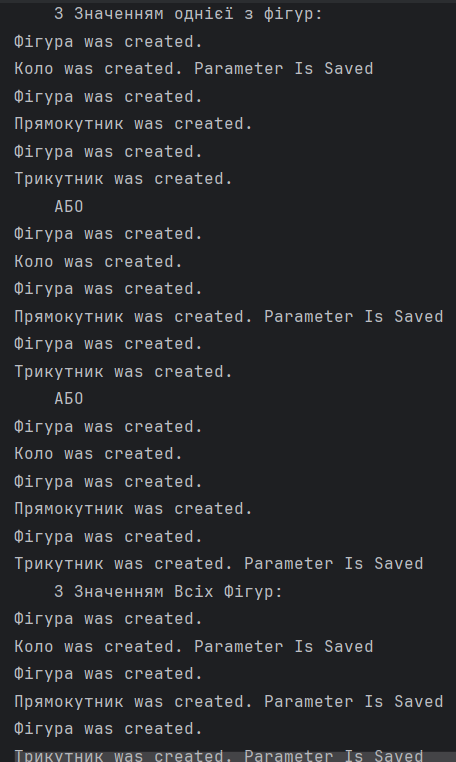 З Значенням однієї з фігур:
Фігура was created.
Коло was created. Parameter Is Saved
Фігура was created.
Прямокутник was created.
Фігура was created.
Трикутник was created.
АБО
Фігура was created.
Коло was created.
Фігура was created.
Прямокутник was created. Parameter Is Saved
Фігура was created.
Трикутник was created.
АБО
Фігура was created.
Коло was created.
Фігура was created.
Прямокутник was created.
Фігура was created.
Трикутник was created. Parameter Is Saved
З Значенням Всіх Фігур:
Фігура was created.
Коло was created. Parameter Is Saved
Фігура was created.
Прямокутник was created. Parameter Is Saved
Фігура was created.
Трикутник was created. Parameter Is Saved